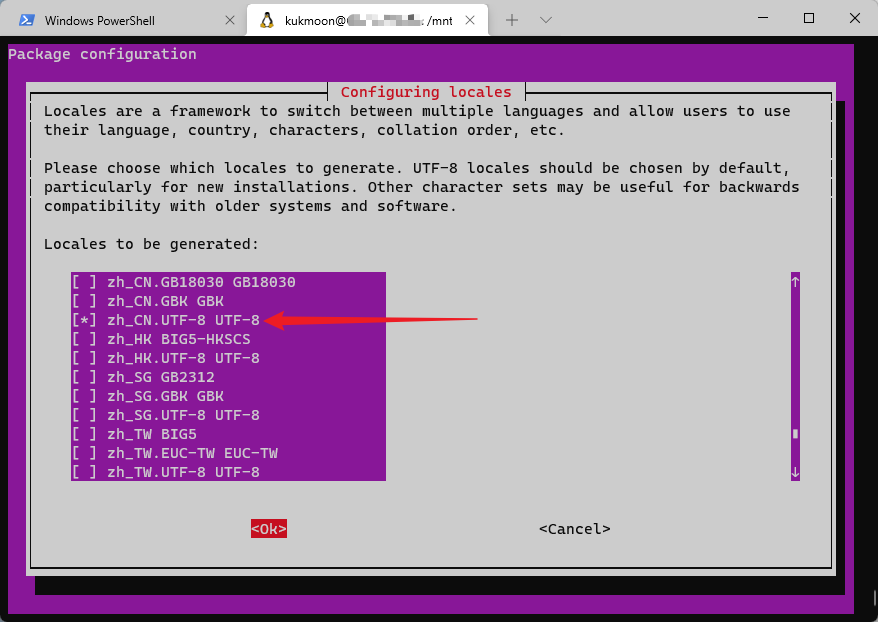 Windows PowerShell
kukmoon@ : /mnt
Package configuration
Configuring locales
Locales are a framework to switch between multiple languages and allow users to use
their language, country, characters, collation order, etc.
Please choose which locales to generate. UTF-8 locales should be chosen by default,
particularly for new installations. Other character sets may be useful for backwards
compatibility with older systems and software.
Locales to be generated:
[ ] zh_CN.GB18030 GB18030
[ ] zh_CN.GBK GBK
[*] zh_CN.UTF-8 UTF-8
[ ] zh_HK BIG5-HKSCS
[ ] zh_HK.UTF-8 UTF-8
[ ] zh_SG GB2312
[ ] zh_SG.GBK GBK
[ ] zh_SG.UTF-8 UTF-8
[ ] zh_TW BIG5
[ ] zh_TW.EUC-TW EUC-TW
[ ] zh_TW.UTF-8 UTF-8
<Ok> <Cancel>